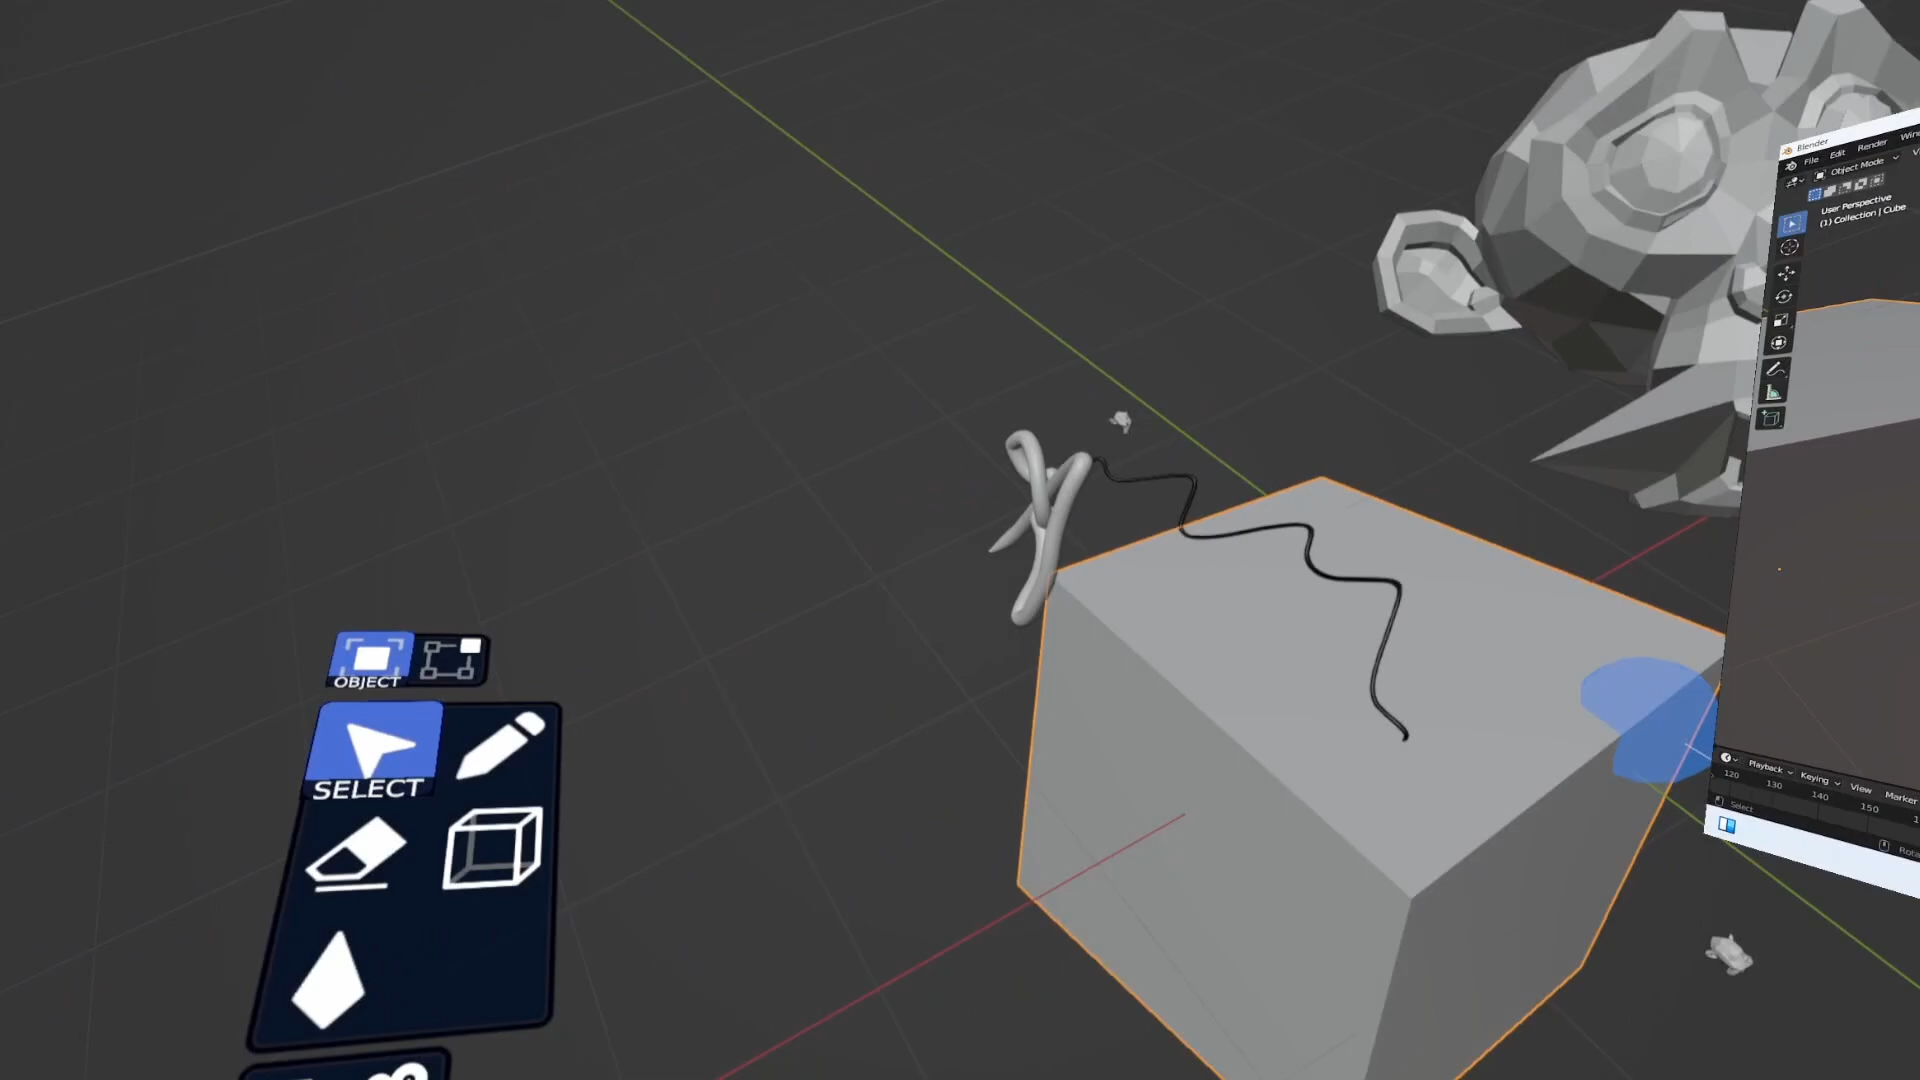 Blender
File Edit Render
Object Mode
User Perspective
(1) Collection | Cube
OBJECT
SELECT
Playback Keying View Marker
120 130 140 150
Select